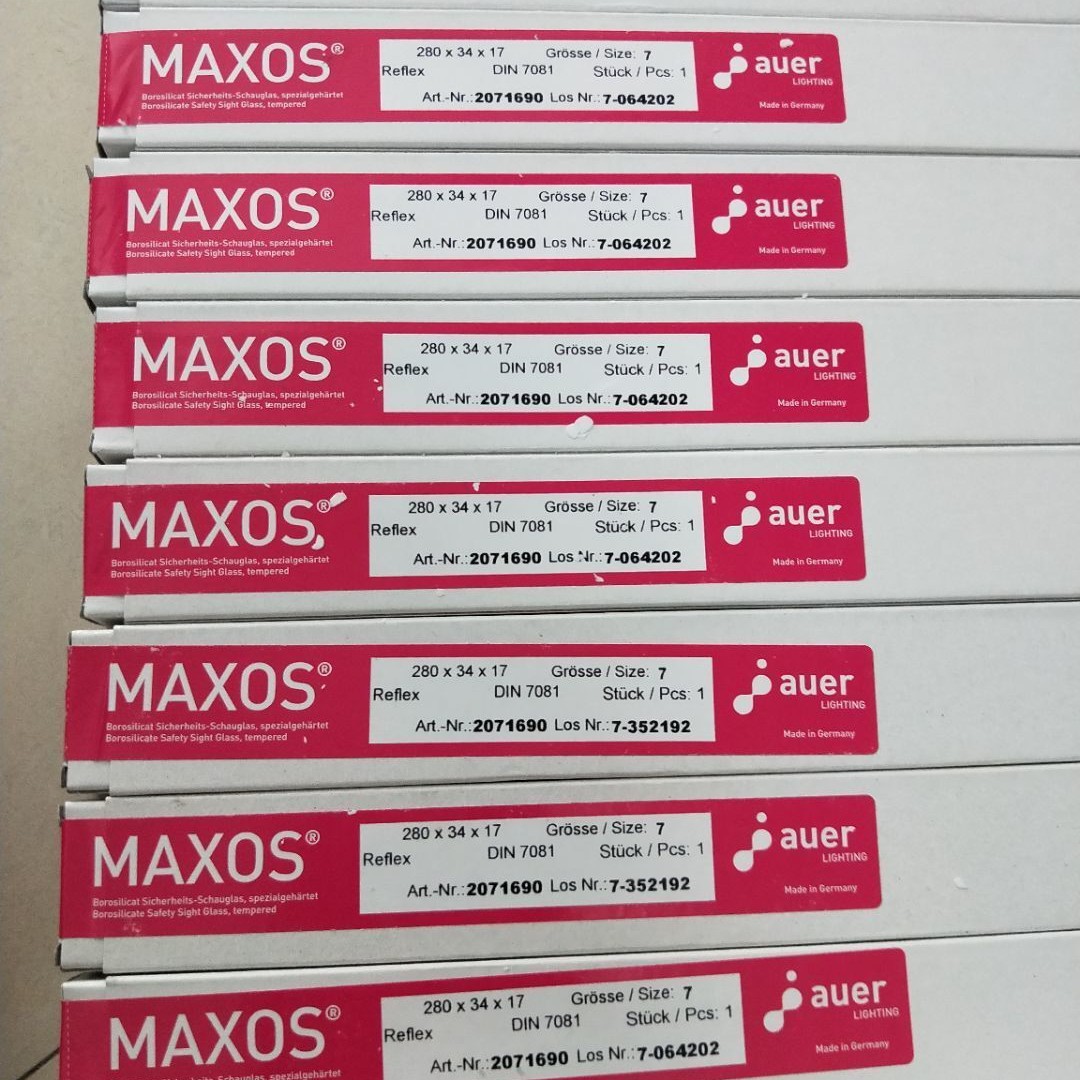 MAXOS®
Borosilicat Sicherheits-Schauglas, spezialgehärtet
Borosilicate Safety Sight Glass, tempered
280 x 34 x 17 Grösse / Size: 7
Reflex DIN 7081 Stück / Pcs: 1
Art.-Nr.:2071690 Los Nr.:7-064202
auer
LIGHTING
Made in Germany
MAXOS®
Borosilicat Sicherheits-Schauglas, spezialgehärtet
Borosilicate Safety Sight Glass, tempered
280 x 34 x 17 Grösse / Size: 7
Reflex DIN 7081 Stück / Pcs: 1
Art.-Nr.:2071690 Los Nr.:7-064202
auer
LIGHTING
Made in Germany
MAXOS®
Borosilicat Sicherheits-Schauglas, spezialgehärtet
Borosilicate Safety Sight Glass, tempered
280 x 34 x 17 Grösse / Size: 7
Reflex DIN 7081 Stück / Pcs: 1
Art.-Nr.:2071690 Los Nr.:7-064202
auer
LIGHTING
Made in Germany
MAXOS®
Borosilicat Sicherheits-Schauglas, spezialgehärtet
Borosilicate Safety Sight Glass, tempered
280 x 34 x 17 Grösse / Size: 7
Reflex DIN 7081 Stück / Pcs: 1
Art.-Nr.:2071690 Los Nr.:7-064202
auer
LIGHTING
Made in Germany
MAXOS®
Borosilicat Sicherheits-Schauglas, spezialgehärtet
Borosilicate Safety Sight Glass, tempered
280 x 34 x 17 Grösse / Size: 7
Reflex DIN 7081 Stück / Pcs: 1
Art.-Nr.:2071690 Los Nr.:7-352192
auer
LIGHTING
Made in Germany
MAXOS®
Borosilicat Sicherheits-Schauglas, spezialgehärtet
Borosilicate Safety Sight Glass, tempered
280 x 34 x 17 Grösse / Size: 7
Reflex DIN 7081 Stück / Pcs: 1
Art.-Nr.:2071690 Los Nr.:7-352192
auer
LIGHTING
Made in Germany
MAXOS®
spezialgehärtet
280 x 34 x 17 Grösse / Size: 7
Reflex DIN 7081 Stück / Pcs: 1
Art.-Nr.:2071690 Los Nr.:7-064202
auer
LIGHTING
Made in Germany